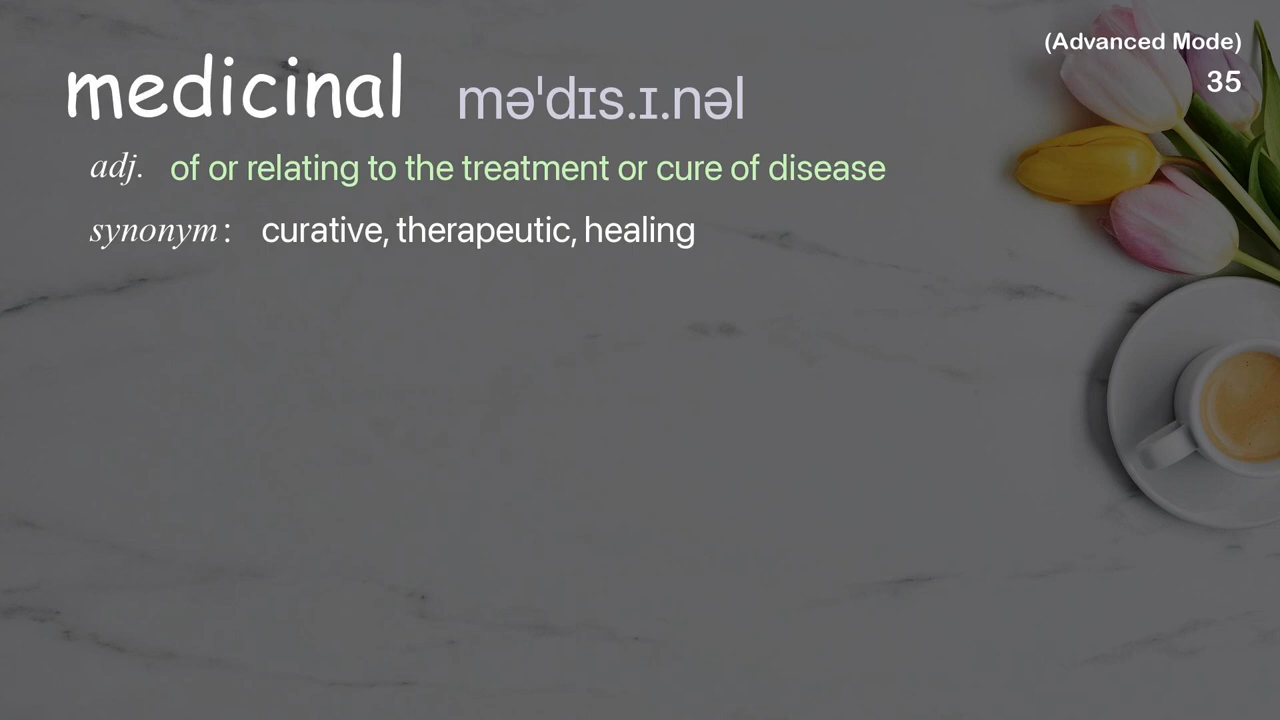 (Advanced Mode)
35
medicinal məˈdɪs.ɪ.nəl
adj. of or relating to the treatment or cure of disease
synonym: curative, therapeutic, healing